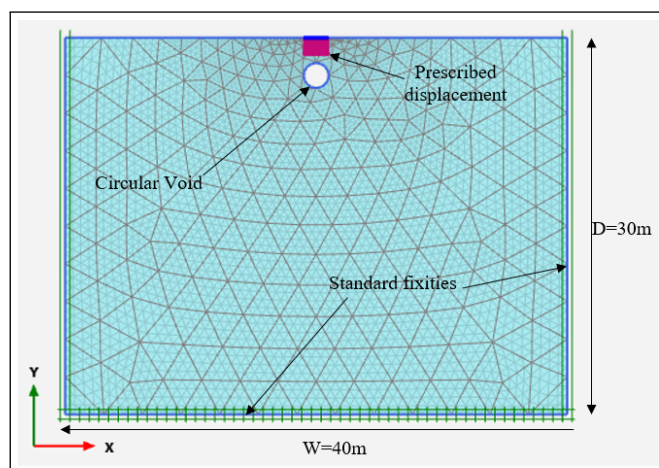 Prescribed
displacement
Circular Void
D=30m
Standard fixities
Y
X
W=40m